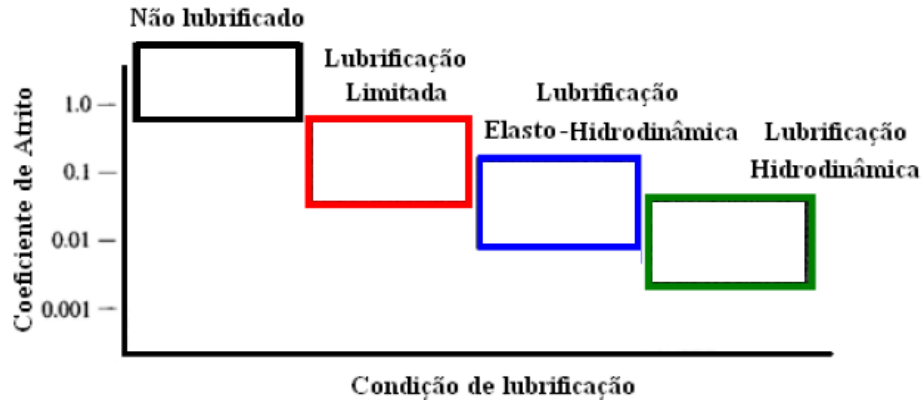 Não lubrificado
Lubrificação
Limitada
Lubrificação
Elasto-Hidrodinâmica
Lubrificação
Hidrodinâmica
Coeficiente de Atrito
1.0
0.1
0.01
0.001
Condição de lubrificação